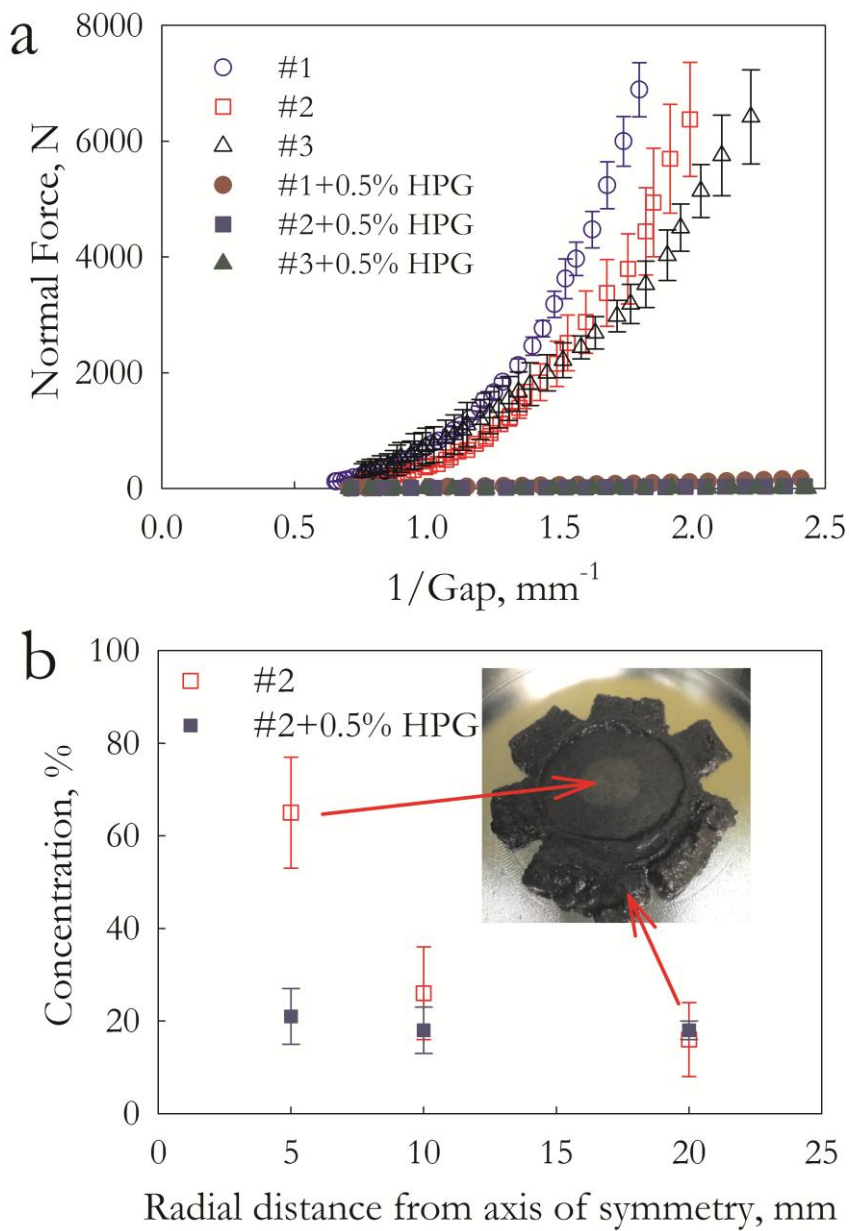 a
8000
6000
4000
2000
0
Normal Force, N
#1
#2
#3
#1+0.5% HPG
#2+0.5% HPG
#3+0.5% HPG
0.0 0.5 1.0 1.5 2.0 2.5
1/Gap, mm⁻¹
b
100
80
60
40
20
0
Concentration, %
#2
#2+0.5% HPG
0 5 10 15 20 25
Radial distance from axis of symmetry, mm